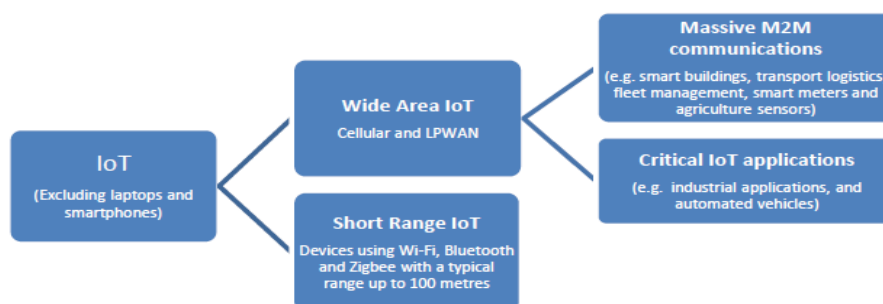 IoT
(Excluding laptops and
smartphones)
Wide Area IoT
Cellular and LPWAN
Short Range IoT
Devices using Wi-Fi, Bluetooth
and Zigbee with a typical
range up to 100 metres
Massive M2M
communications
(e.g. smart buildings, transport logistics
fleet management, smart meters and
agriculture sensors)
Critical IoT applications
(e.g. industrial applications, and
automated vehicles)